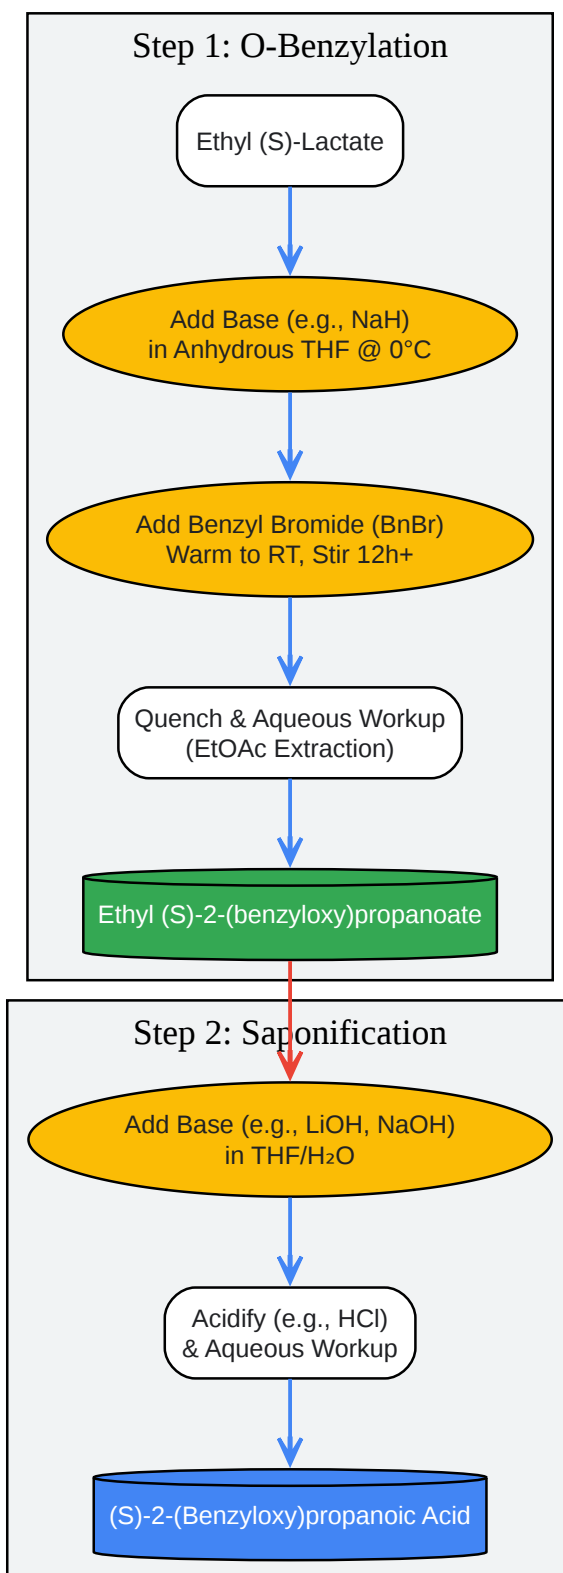 Step 1: O-Benzylation
Ethyl (S)-Lactate
Add Base (e.g., NaH)
in Anhydrous THF @ 0°C
Add Benzyl Bromide (BnBr)
Warm to RT, Stir 12h+
Quench & Aqueous Workup
(EtOAc Extraction)
Ethyl (S)-2-(benzyloxy)propanoate
Step 2: Saponification
Add Base (e.g., LiOH, NaOH)
in THF/H₂O
Acidify (e.g., HCl)
& Aqueous Workup
(S)-2-(Benzyloxy)propanoic Acid